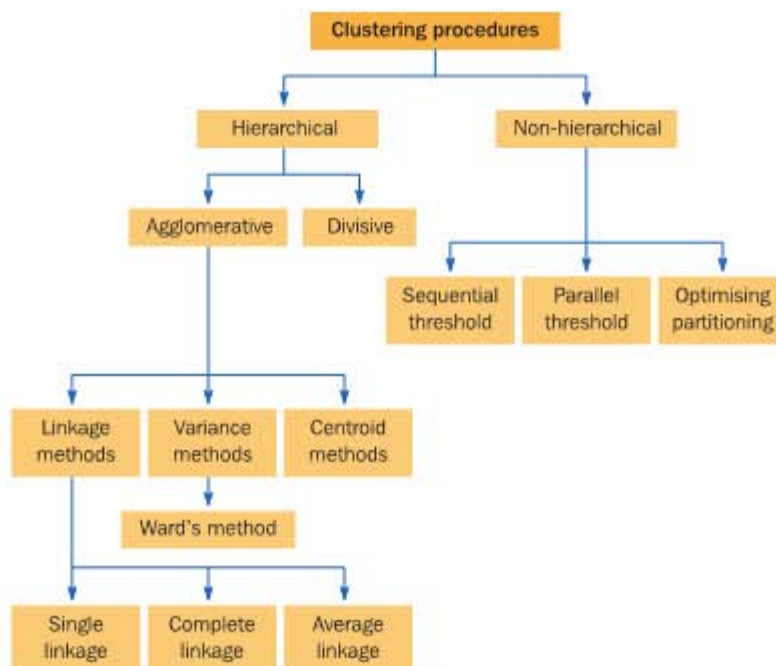 Clustering procedures
Hierarchical
Non-hierarchical
Agglomerative
Divisive
Sequential
threshold
Parallel
threshold
Optimising
partitioning
Linkage
methods
Variance
methods
Centroid
methods
Ward's method
Single
linkage
Complete
linkage
Average
linkage